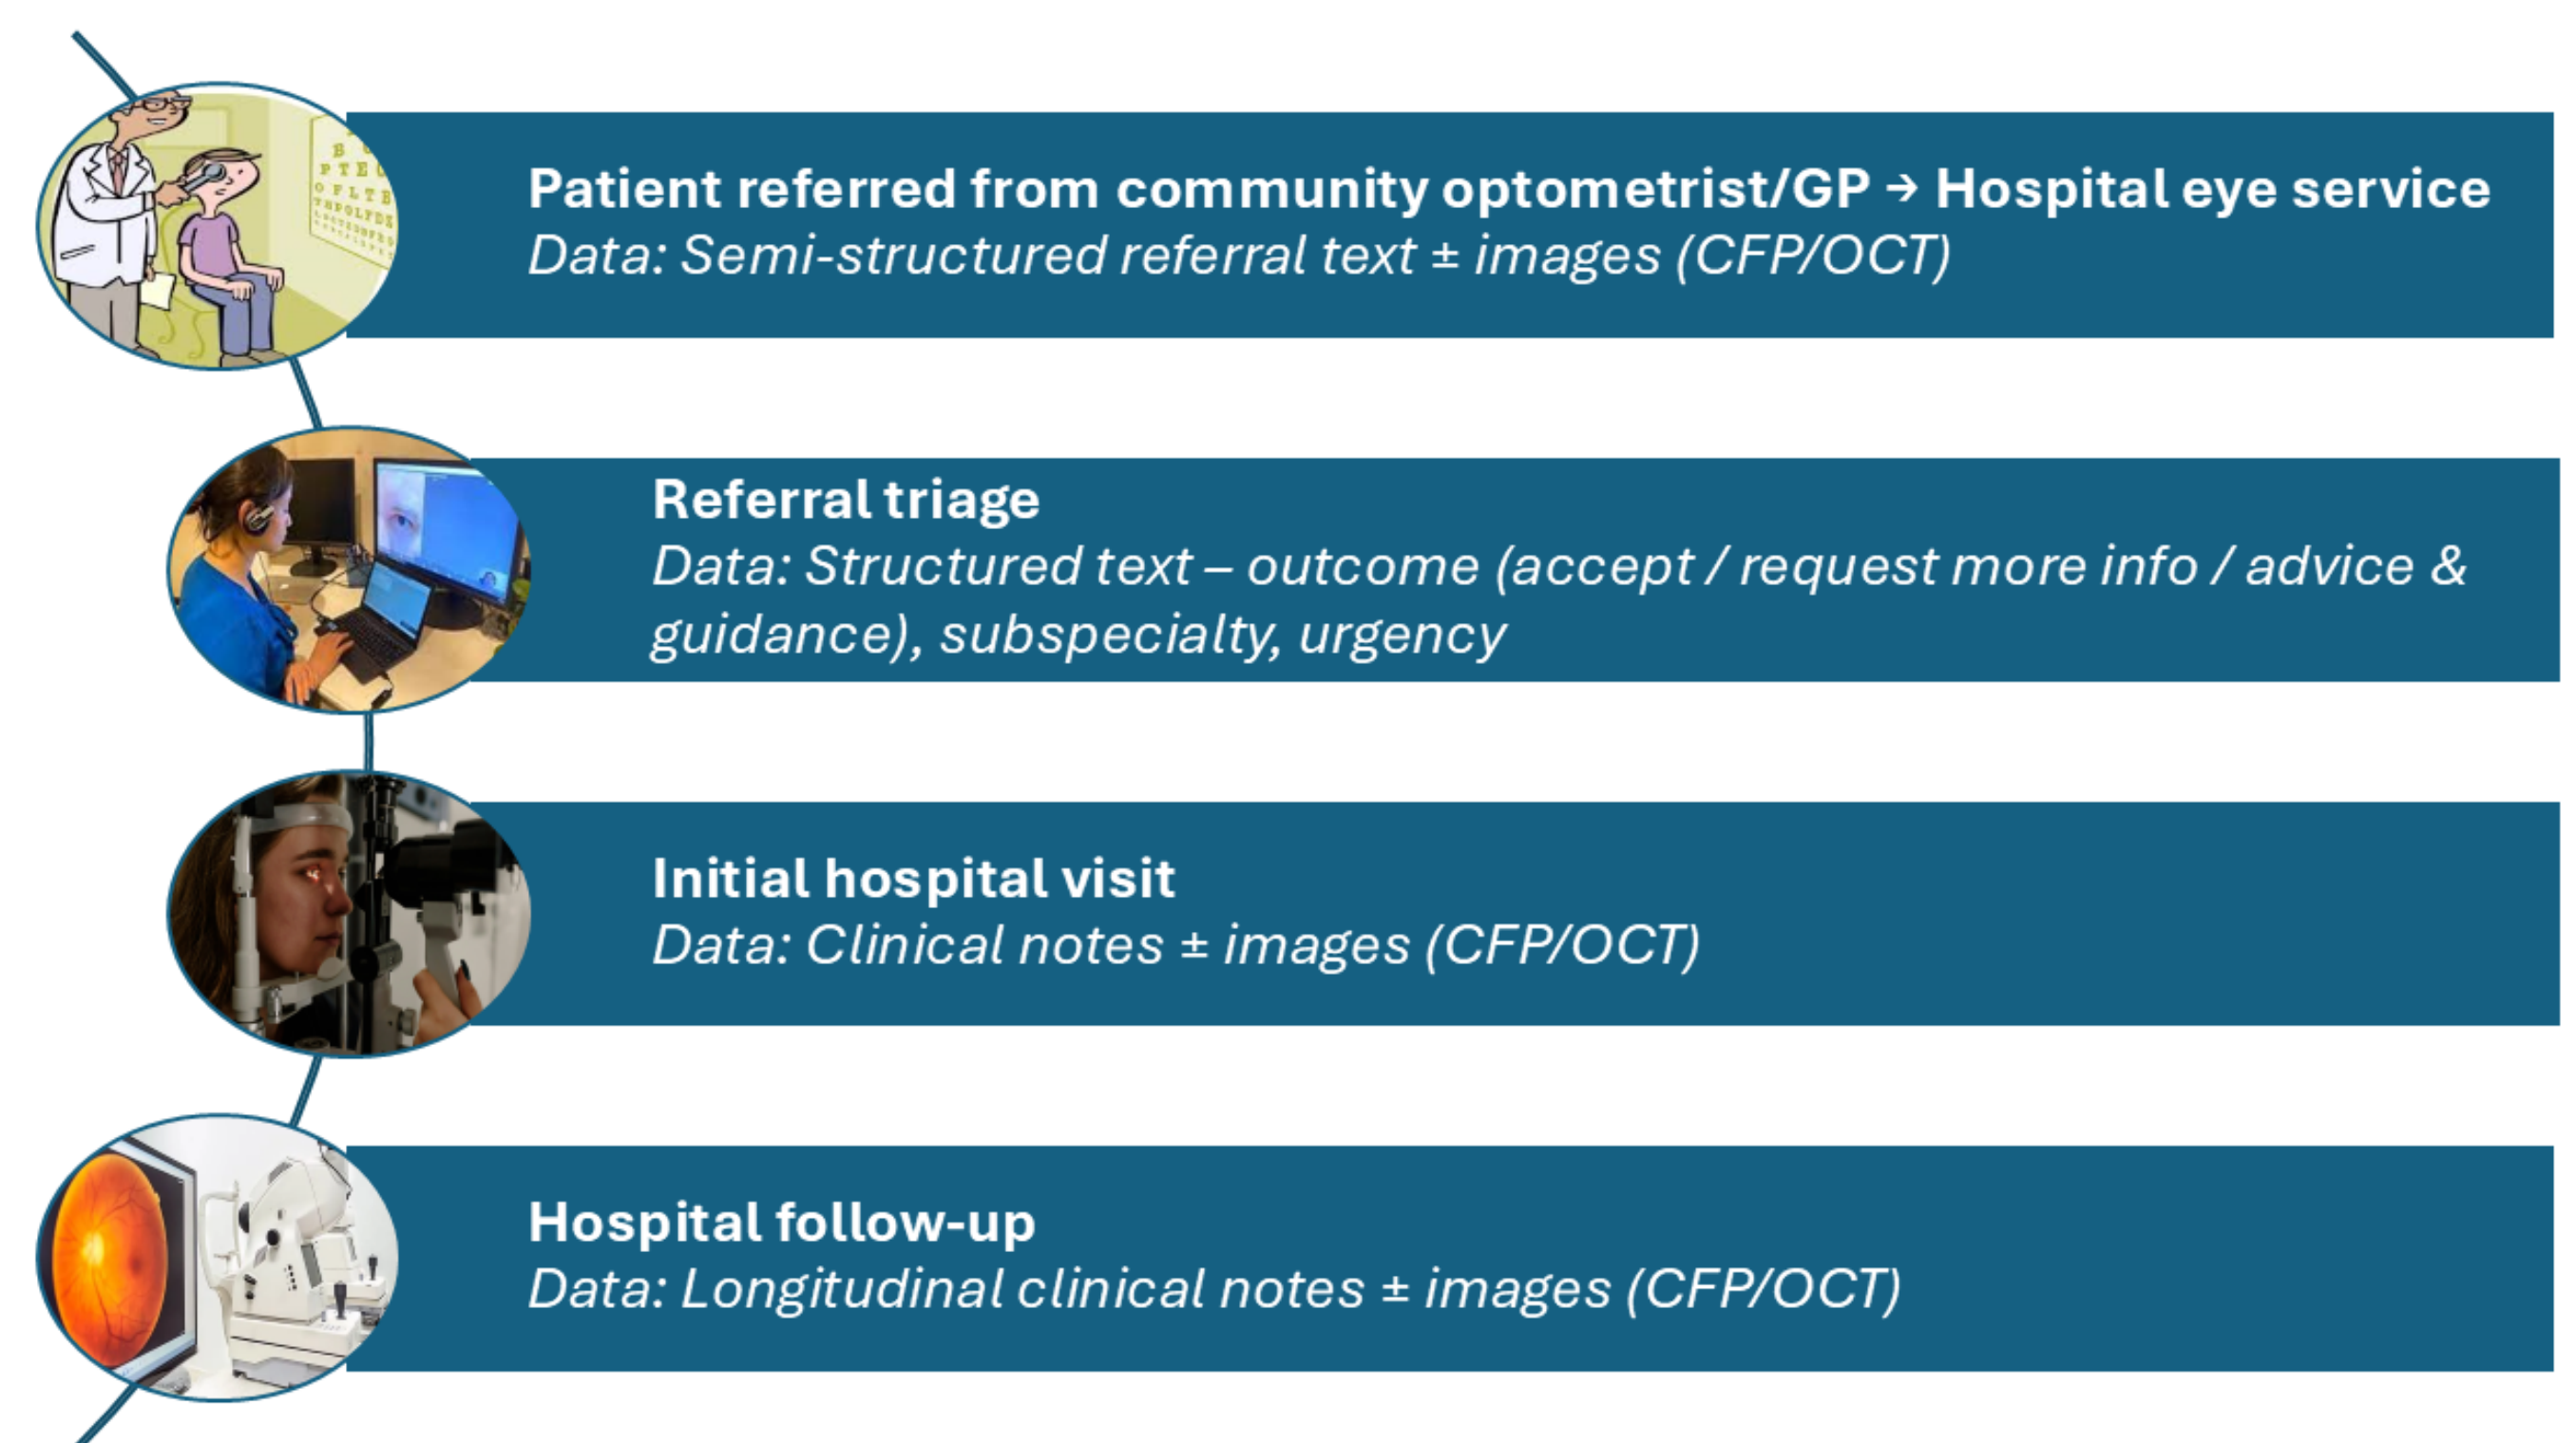 Patient referred from community optometrist/GP → Hospital eye service
Data: Semi-structured referral text ± images (CFP/OCT)
Referral triage
Data: Structured text – outcome (accept / request more info / advice &
guidance), subspecialty, urgency
Initial hospital visit
Data: Clinical notes ± images (CFP/OCT)
Hospital follow-up
Data: Longitudinal clinical notes ± images (CFP/OCT)